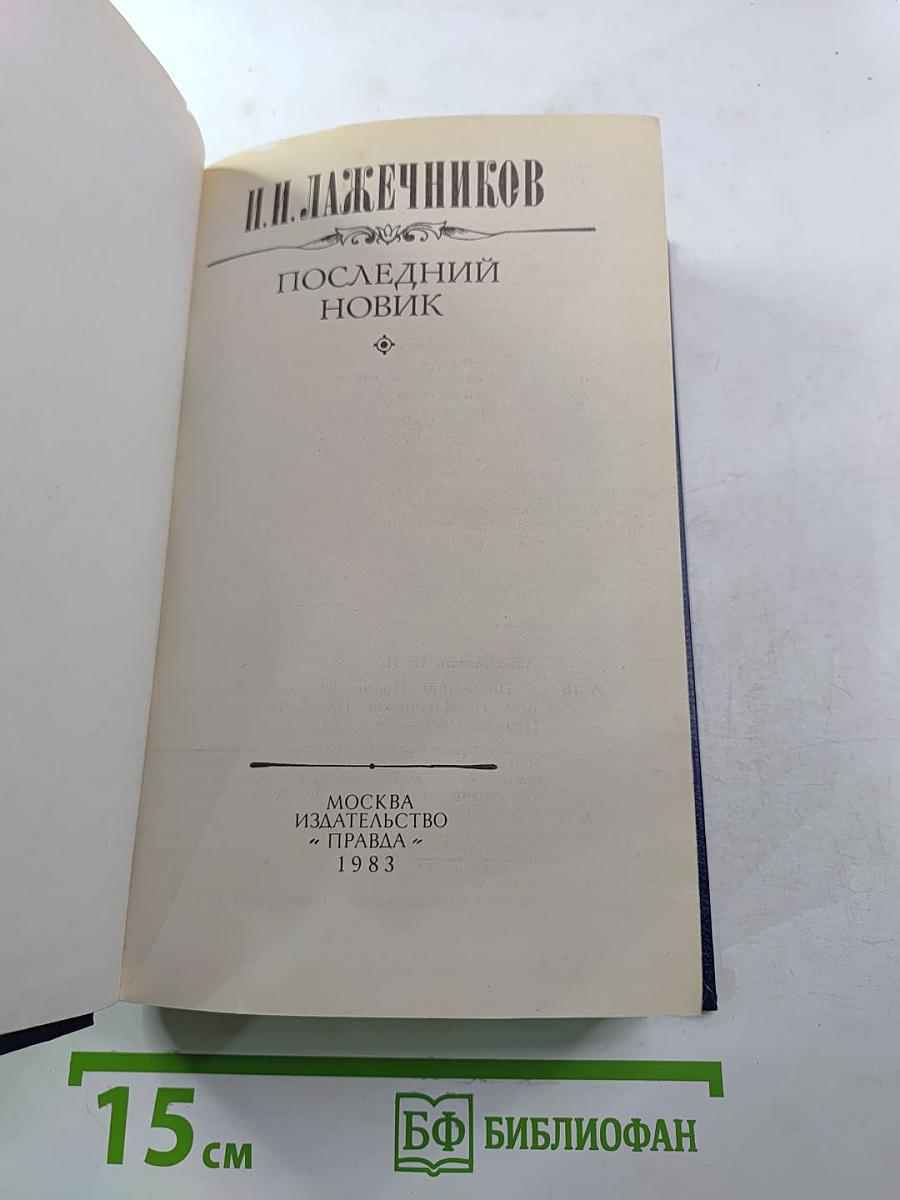 И.И.ЛАЖЕЧНИКОВ
ПОСЛЕДНИЙ
НОВИК
МОСКВА
ИЗДАТЕЛЬСТВО
„ ПРАВДА “
1983
15 см
БФ БИБЛИОФАН